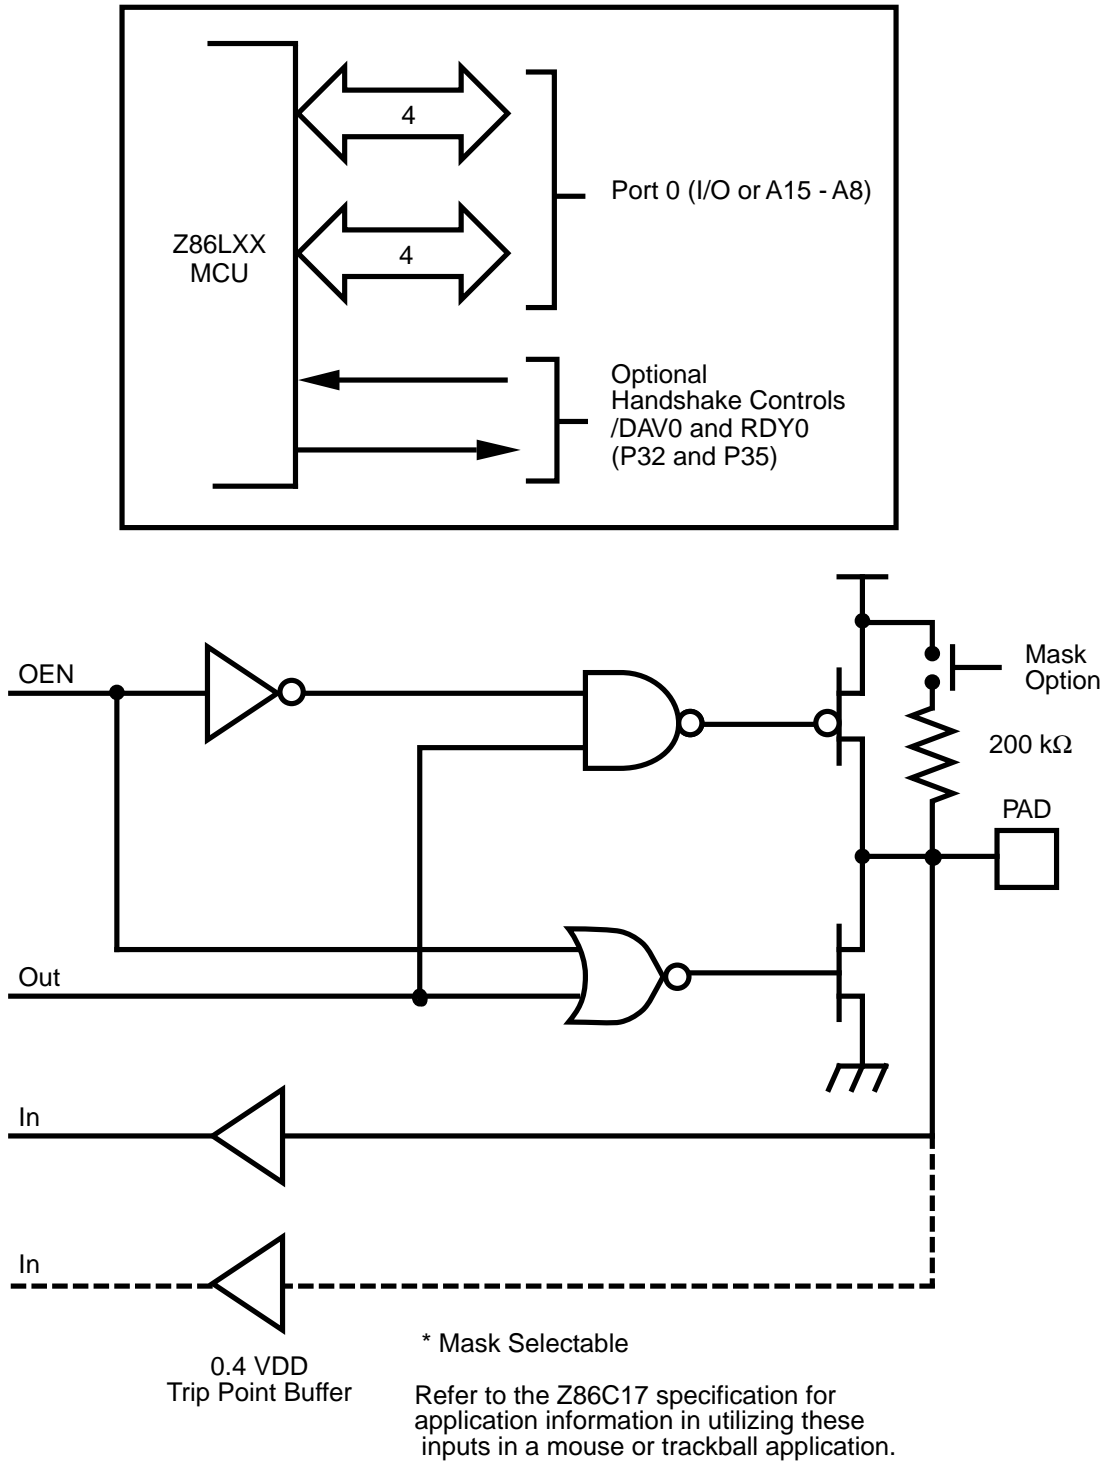 4
Port 0 (I/O or A15 - A8)
Z86LXX
MCU
4
Optional
Handshake Controls
/DAV0 and RDY0
(P32 and P35)
OEN
Mask
Option
200 kΩ
PAD
Out
In
In
0.4 VDD
Trip Point Buffer
* Mask Selectable
Refer to the Z86C17 specification for
application information in utilizing these
inputs in a mouse or trackball application.